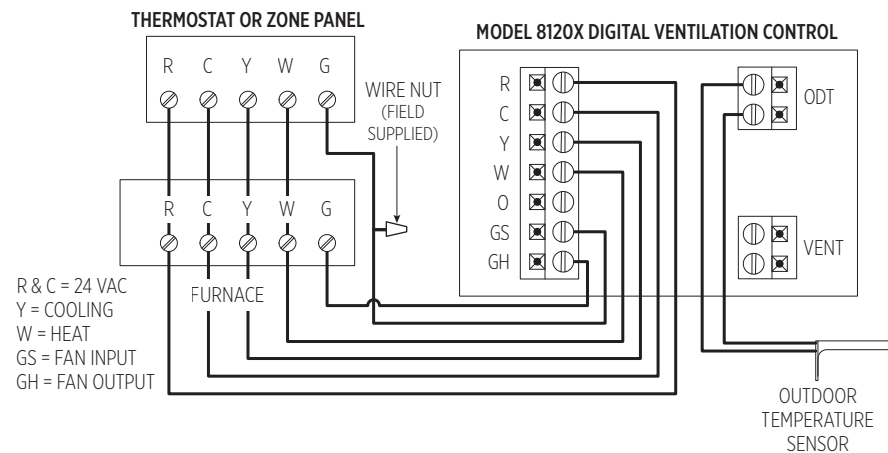 THERMOSTAT OR ZONE PANEL
R C Y W G
WIRE NUT
(FIELD
SUPPLIED)
R C Y W G
FURNACE
R & C = 24 VAC
Y = COOLING
W = HEAT
GS = FAN INPUT
GH = FAN OUTPUT
MODEL 8120X DIGITAL VENTILATION CONTROL
R
C
Y
W
O
GS
GH
ODT
VENT
OUTDOOR
TEMPERATURE
SENSOR